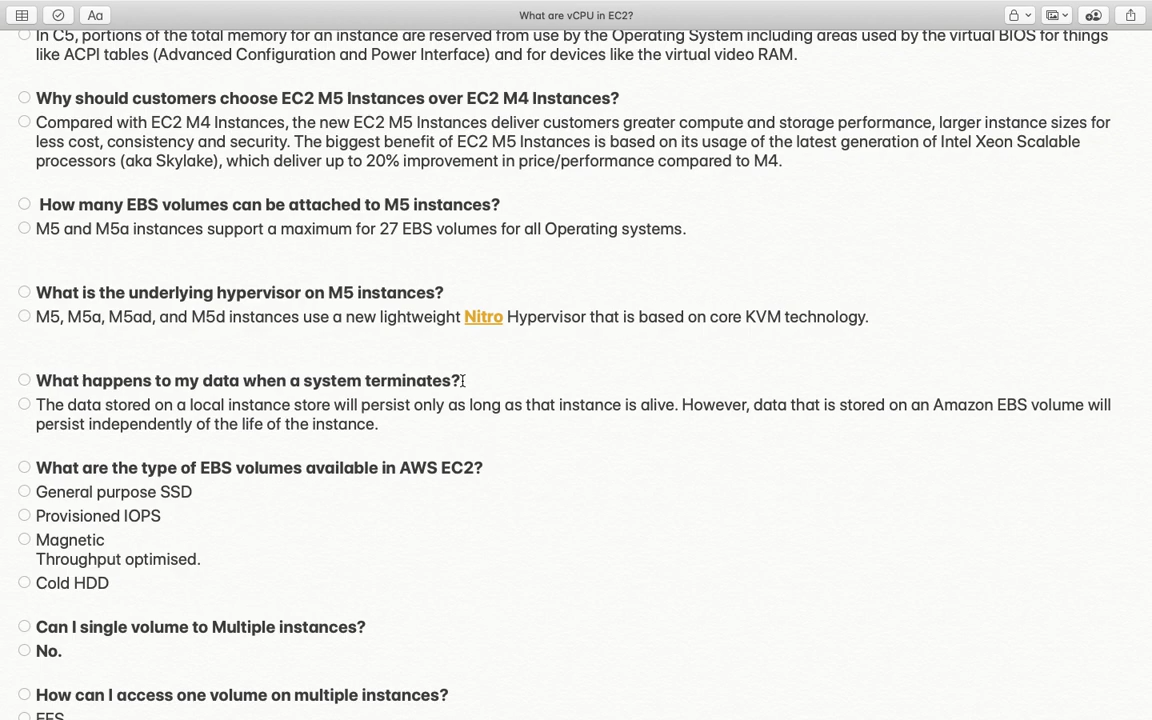 What are vCPU in EC2?
Aa
In C5, portions of the total memory for an instance are reserved from use by the Operating System including areas used by the virtual BIOS for things
like ACPI tables (Advanced Configuration and Power Interface) and for devices like the virtual video RAM.
Why should customers choose EC2 M5 Instances over EC2 M4 Instances?
Compared with EC2 M4 Instances, the new EC2 M5 Instances deliver customers greater compute and storage performance, larger instance sizes for
less cost, consistency and security. The biggest benefit of EC2 M5 Instances is based on its usage of the latest generation of Intel Xeon Scalable
processors (aka Skylake), which deliver up to 20% improvement in price/performance compared to M4.
How many EBS volumes can be attached to M5 instances?
M5 and M5a instances support a maximum for 27 EBS volumes for all Operating systems.
What is the underlying hypervisor on M5 instances?
M5, M5a, M5ad, and M5d instances use a new lightweight Nitro Hypervisor that is based on core KVM technology.
What happens to my data when a system terminates?
The data stored on a local instance store will persist only as long as that instance is alive. However, data that is stored on an Amazon EBS volume will
persist independently of the life of the instance.
What are the type of EBS volumes available in AWS EC2?
General purpose SSD
Provisioned IOPS
Magnetic
Throughput optimised.
Cold HDD
Can I single volume to Multiple instances?
No.
How can I access one volume on multiple instances?
EFS